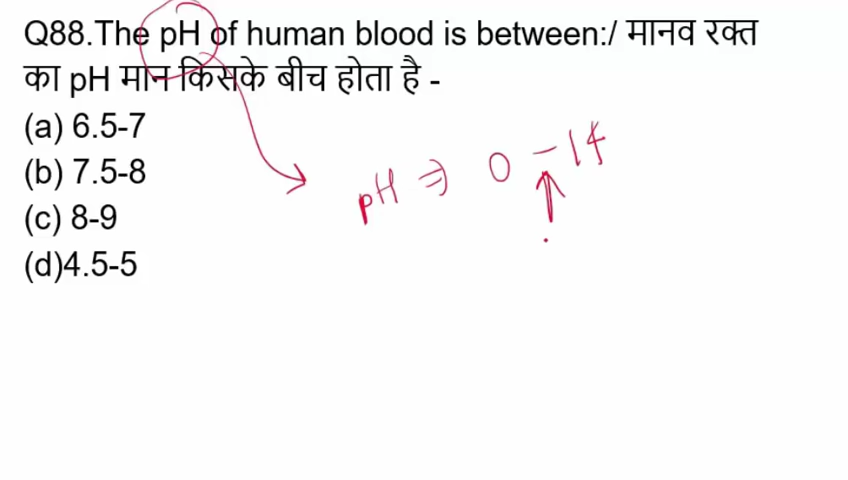 Q88.The pH of human blood is between:/ मानव रक्त
का pH मान किसके बीच होता है -
(a) 6.5-7
(b) 7.5-8
(c) 8-9
(d)4.5-5
pH ⇒ 0 - 14